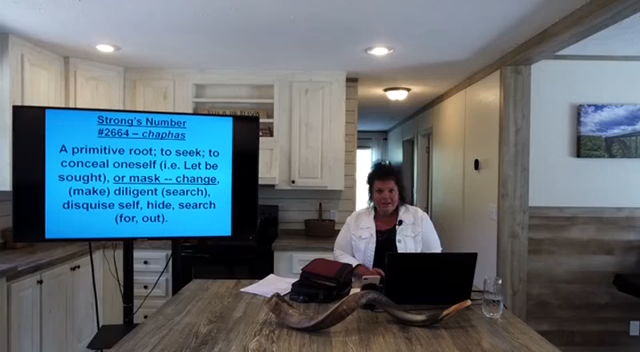 Strong's Number
#2664 – chaphas
A primitive root; to seek; to
conceal oneself (i.e. Let be
sought), or mask -- change,
(make) diligent (search),
disquise self, hide, search
(for, out).